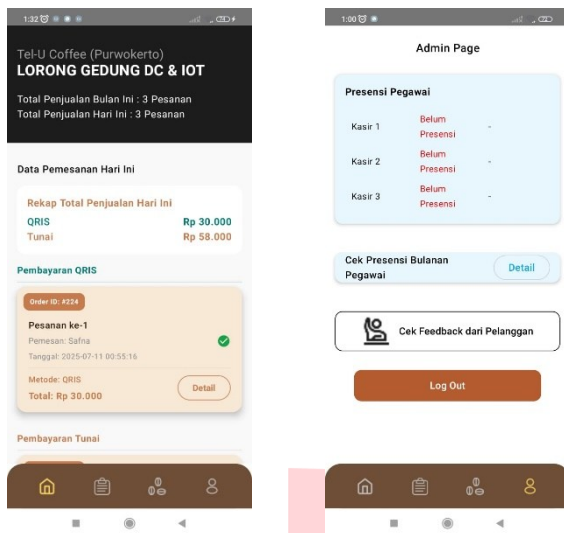 1:32
Tel-U Coffee (Purwokerto)
LORONG GEDUNG DC & IOT
Total Penjualan Bulan Ini : 3 Pesanan
Total Penjualan Hari Ini : 3 Pesanan
Data Pemesanan Hari Ini
Rekap Total Penjualan Hari Ini
QRIS Rp 30.000
Tunai Rp 58.000
Pembayaran QRIS
Order ID: #224
Pesanan ke-1
Pemesan: Safna
Tanggal: 2025-07-11 00:55:16
Metode: QRIS
Total: Rp 30.000
Detail
Pembayaran Tunai
1:00
Admin Page
Presensi Pegawai
Kasir 1 Belum Presensi -
Kasir 2 Belum Presensi -
Kasir 3 Belum Presensi -
Cek Presensi Bulanan
Pegawai
Detail
Cek Feedback dari Pelanggan
Log Out